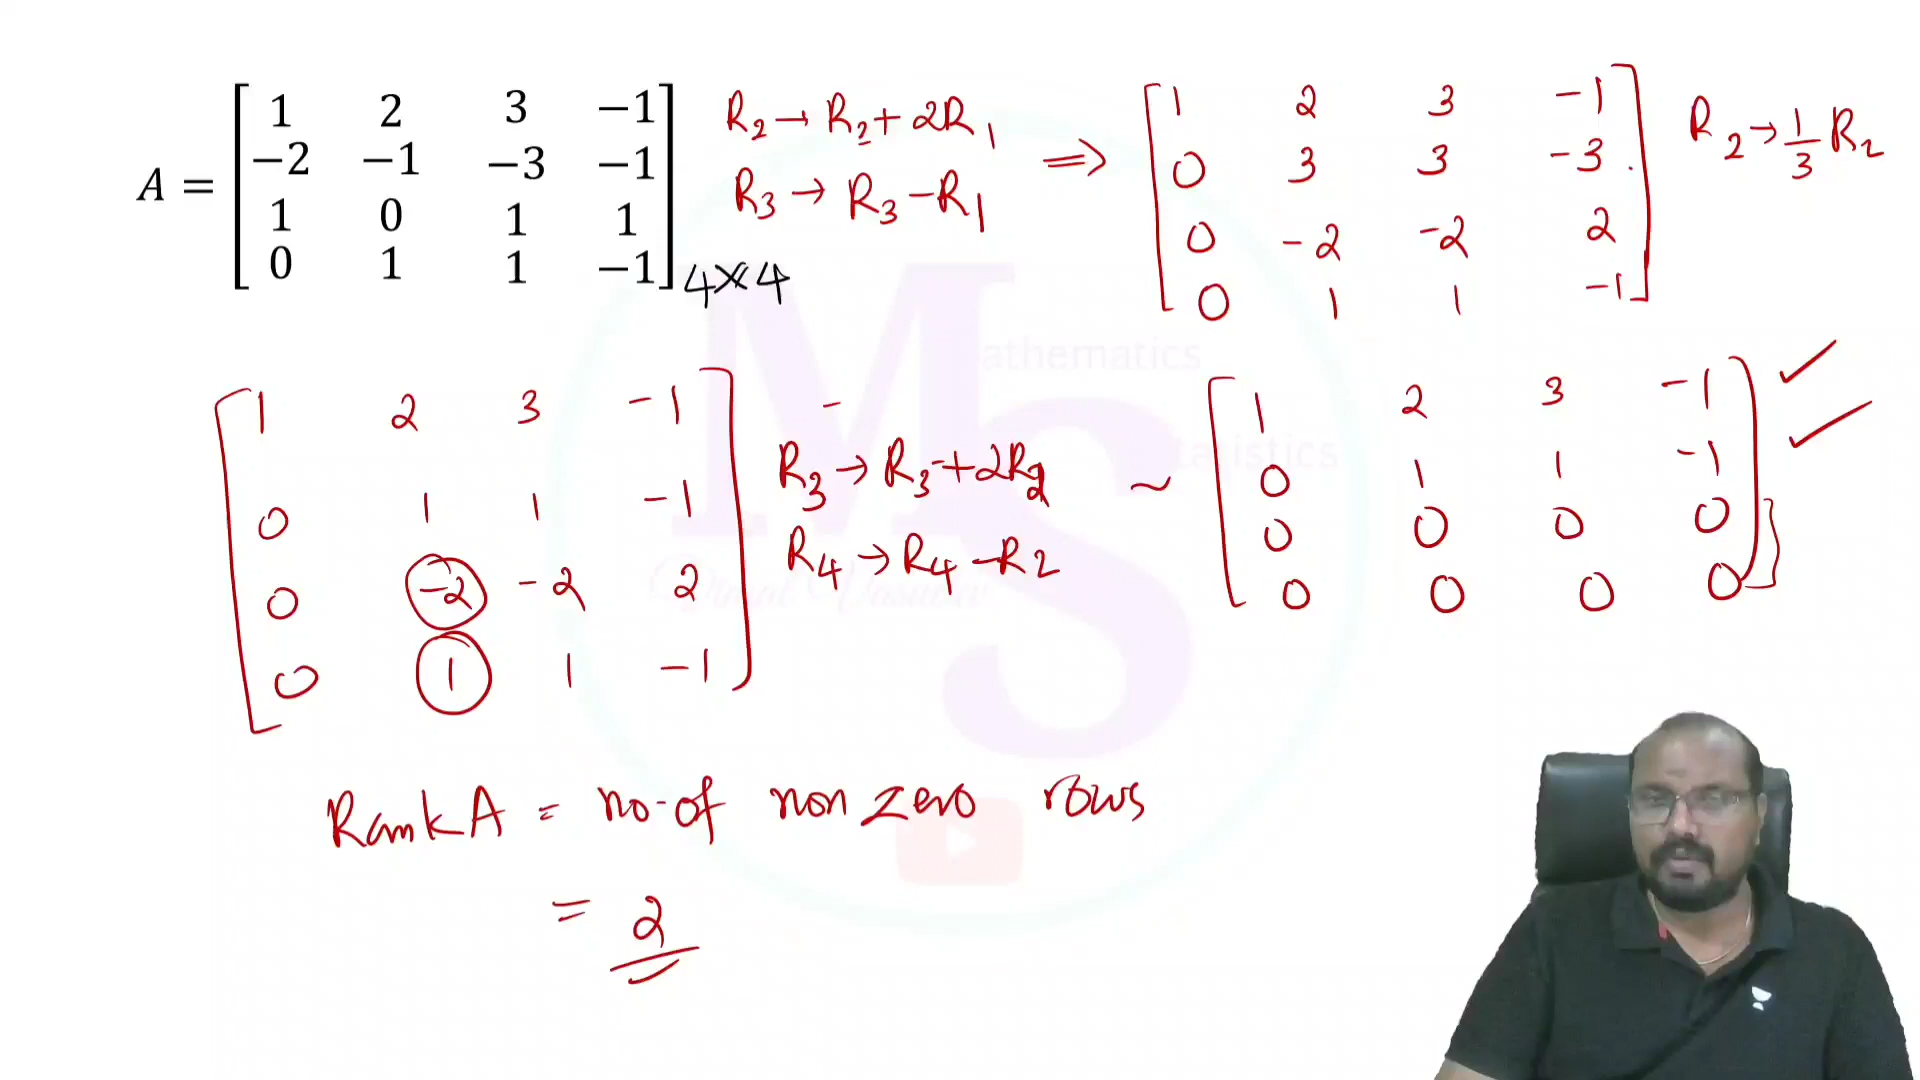 A = [ 1 2 3 −1
−2 −1 −3 −1
1 0 1 1
0 1 1 −1 ] 4×4
R2 → R2 + 2R1
R3 → R3 − R1
⟹
[ 1 2 3 −1
0 3 3 −3
0 −2 −2 2
0 1 1 −1 ]
R2 → 1/3 R2
[ 1 2 3 −1
0 1 1 −1
0 −2 −2 2
0 1 1 −1 ]
−
R3 → R3 + 2R2
R4 → R4 − R2
~
[ 1 2 3 −1
0 1 1 −1
0 0 0 0
0 0 0 0 ]
Rank A = no. of non zero rows
= 2
Mathematics
Statistics